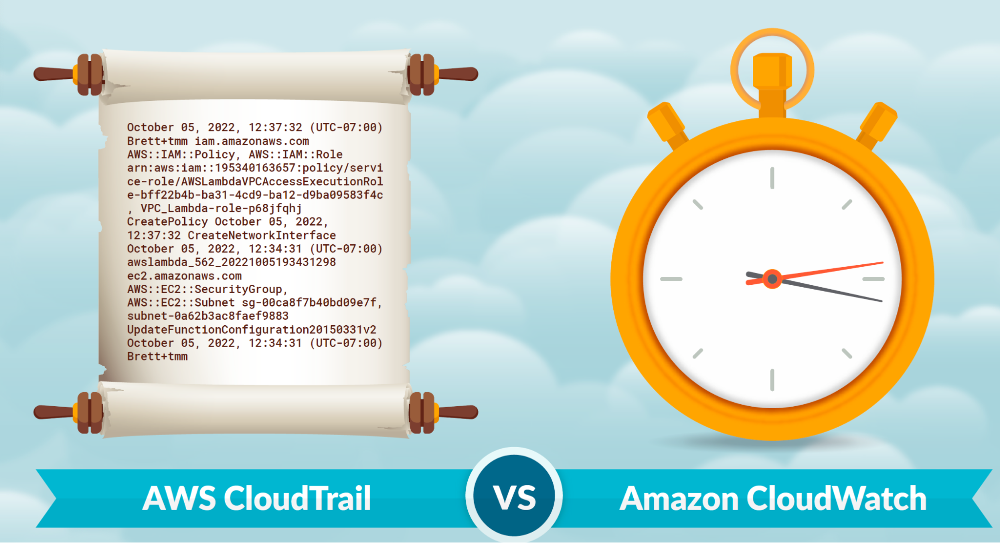 October 05, 2022, 12:37:32 (UTC-07:00)
Brett+tmm iam.amazonaws.com
AWS::IAM::Policy, AWS::IAM::Role
arn:aws:iam::195340163657:policy/servi
ce-role/AWSLambdaVPCAccessExecutionRol
e-bff22b4b-ba31-4cd9-ba12-d9ba09583f4c
, VPC_Lambda-role-p68jfqhj
CreatePolicy October 05, 2022,
12:37:32 CreateNetworkInterface
October 05, 2022, 12:34:31 (UTC-07:00)
awslambda_562_20221005193431298
ec2.amazonaws.com
AWS::EC2::SecurityGroup,
AWS::EC2::Subnet sg-00ca8f7b40bd09e7f,
subnet-0a62b3ac8faef9883
UpdateFunctionConfiguration20150331v2
October 05, 2022, 12:34:31 (UTC-07:00)
Brett+tmm
AWS CloudTrail
VS
Amazon CloudWatch